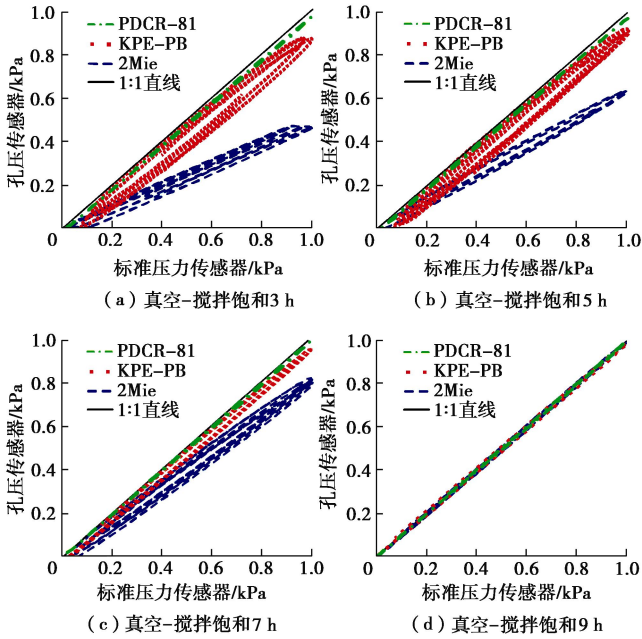 1.0
0.8
0.6
0.4
0.2
0
0.2
0.4
0.6
0.8
1.0
孔压传感器/kPa
PDCR-81
KPE-PB
2Mie
1:1直线
标准压力传感器/kPa
(a) 真空-搅拌饱和3 h
1.0
0.8
0.6
0.4
0.2
0
0.2
0.4
0.6
0.8
1.0
孔压传感器/kPa
PDCR-81
KPE-PB
2Mie
1:1直线
标准压力传感器/kPa
(b) 真空-搅拌饱和5 h
1.0
0.8
0.6
0.4
0.2
0
0.2
0.4
0.6
0.8
1.0
孔压传感器/kPa
PDCR-81
KPE-PB
2Mie
1:1直线
标准压力传感器/kPa
(c) 真空-搅拌饱和7 h
1.0
0.8
0.6
0.4
0.2
0
0.2
0.4
0.6
0.8
1.0
孔压传感器/kPa
PDCR-81
KPE-PB
2Mie
1:1直线
标准压力传感器/kPa
(d) 真空-搅拌饱和9 h